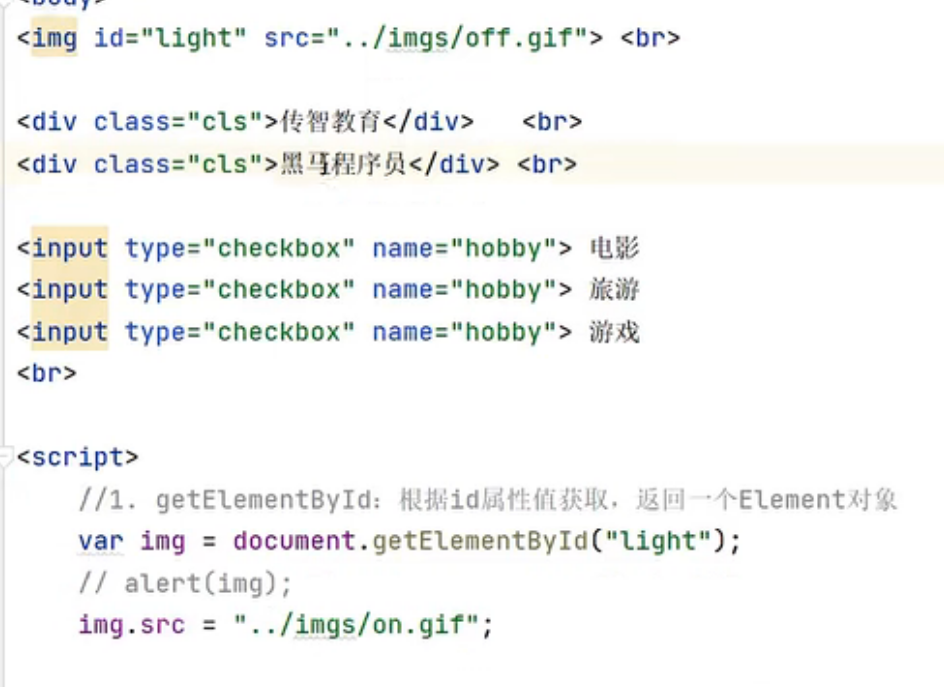 <body>
<img id="light" src="../imgs/off.gif"> <br>
<div class="cls">传智教育</div>   <br>
<div class="cls">黑马程序员</div> <br>
<input type="checkbox" name="hobby"> 电影
<input type="checkbox" name="hobby"> 旅游
<input type="checkbox" name="hobby"> 游戏
<br>
<script>
//1. getElementById：根据id属性值获取，返回一个Element对象
var img = document.getElementById("light");
// alert(img);
img.src = "../imgs/on.gif";